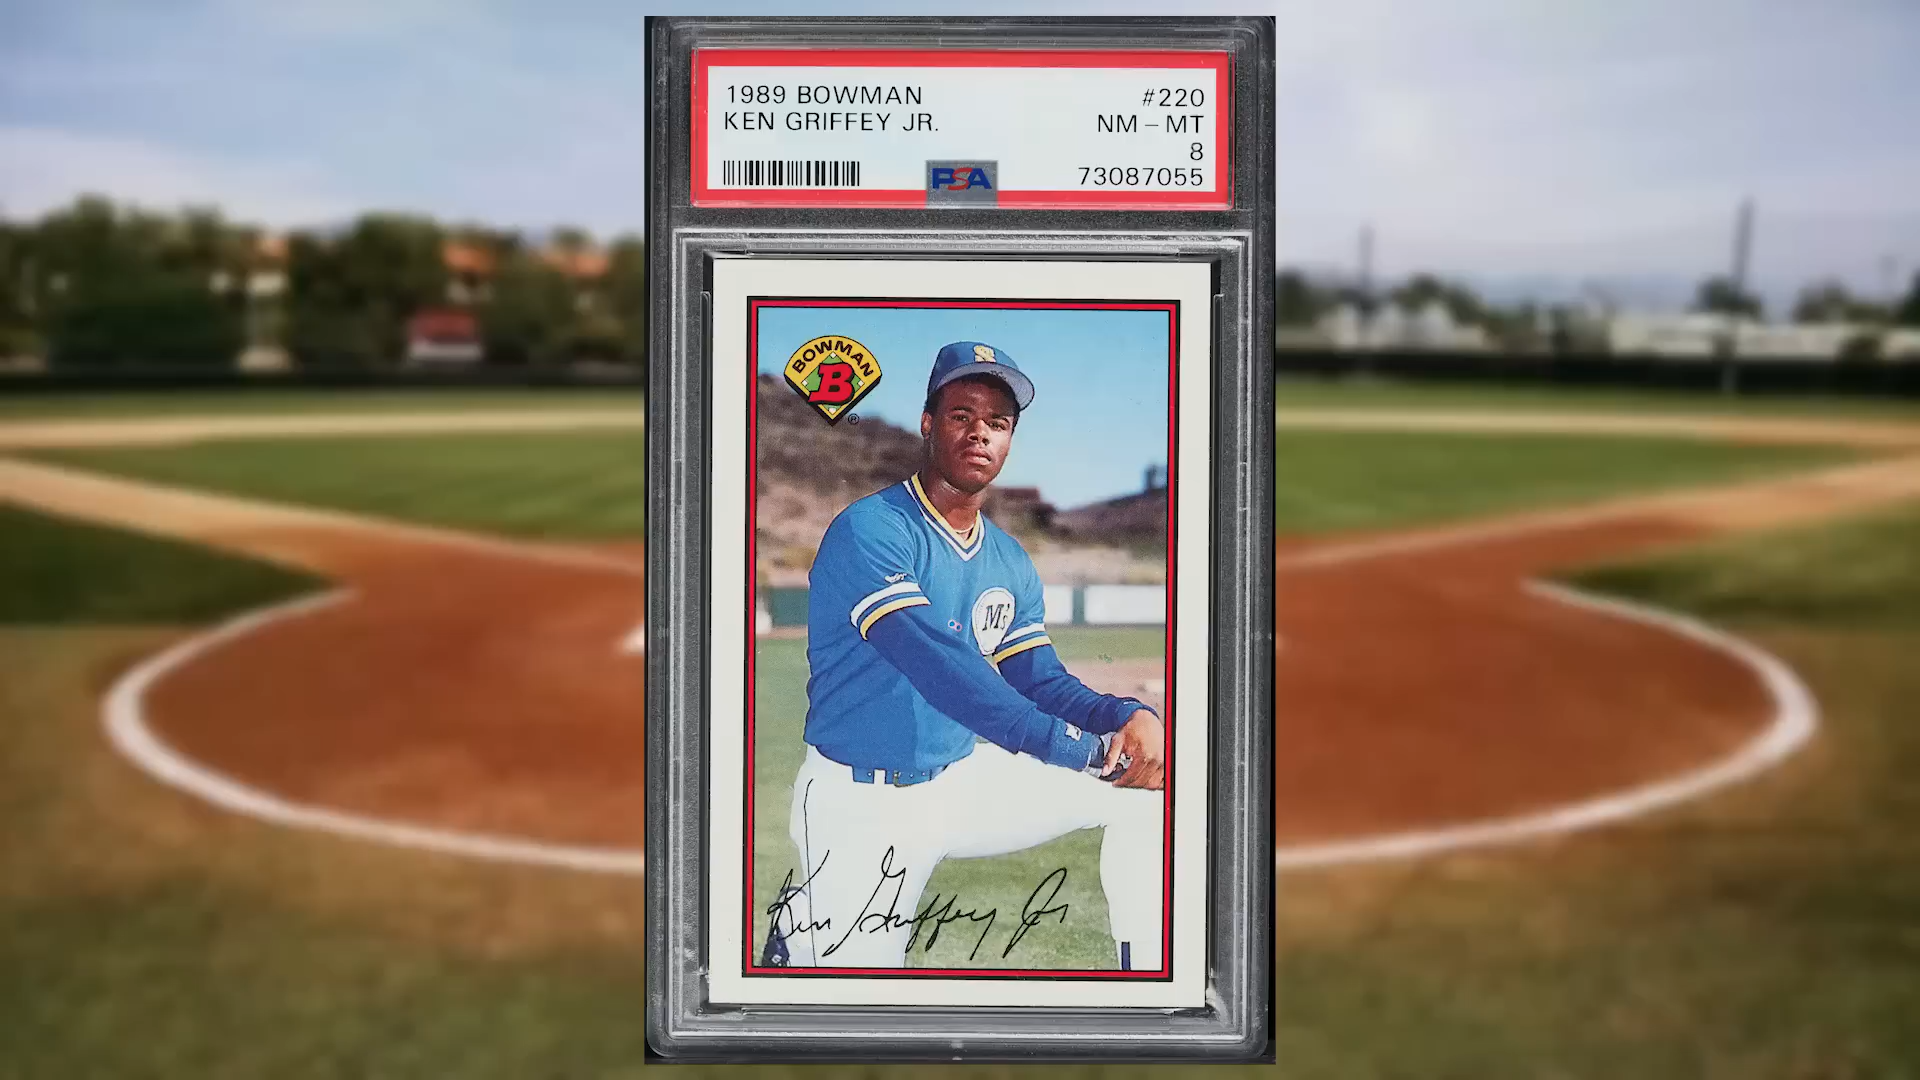 1989 BOWMAN
KEN GRIFFEY JR.
#220
NM - MT
8
73087055
PSA
BOWMAN
B
®
S
M's
Ken Griffey Jr